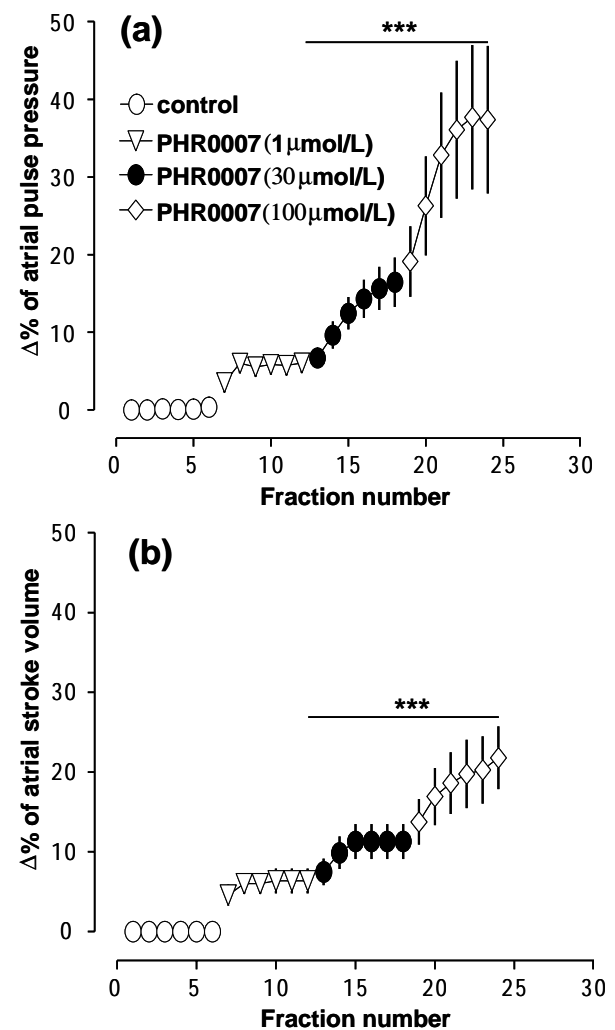 (a)
***
50
40
30
20
10
0
Δ% of atrial pulse pressure
control
PHR0007(1μmol/L)
PHR0007(30μmol/L)
PHR0007(100μmol/L)
0 5 10 15 20 25 30
Fraction number
(b)
***
50
40
30
20
10
0
Δ% of atrial stroke volume
0 5 10 15 20 25 30
Fraction number